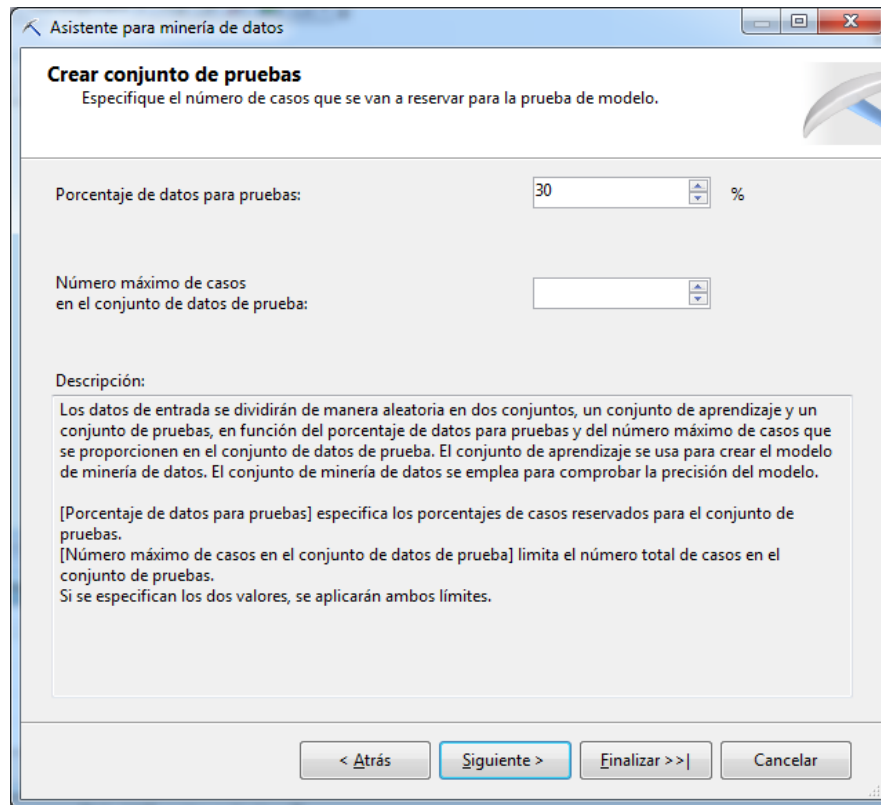 Asistente para minería de datos
Crear conjunto de pruebas
Especifique el número de casos que se van a reservar para la prueba de modelo.
Porcentaje de datos para pruebas:
30
%
Número máximo de casos
en el conjunto de datos de prueba:
Descripción:
Los datos de entrada se dividirán de manera aleatoria en dos conjuntos, un conjunto de aprendizaje y un
conjunto de pruebas, en función del porcentaje de datos para pruebas y del número máximo de casos que
se proporcionen en el conjunto de datos de prueba. El conjunto de aprendizaje se usa para crear el modelo
de minería de datos. El conjunto de minería de datos se emplea para comprobar la precisión del modelo.
[Porcentaje de datos para pruebas] especifica los porcentajes de casos reservados para el conjunto de
pruebas.
[Número máximo de casos en el conjunto de datos de prueba] limita el número total de casos en el
conjunto de pruebas.
Si se especifican los dos valores, se aplicarán ambos límites.
< Atrás
Siguiente >
Finalizar >>|
Cancelar